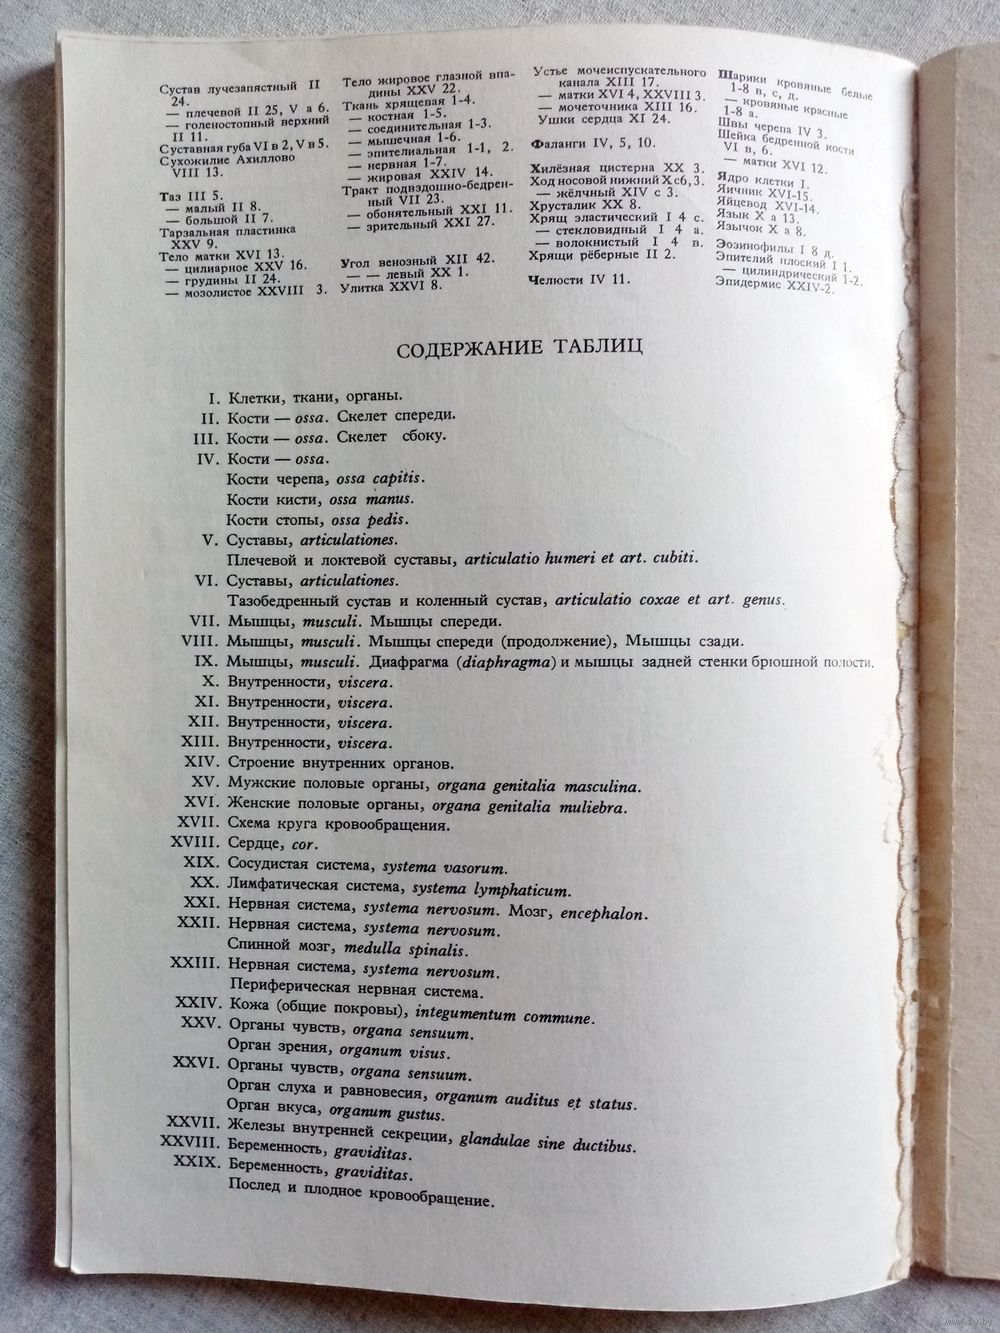 Сустав лучезапястный II
24.
— плечевой II 25, V а 6.
— голеностопный верхний
II 11.
Суставная губа VI в 2, V в 5.
Сухожилие Ахиллово
VIII 13.
Таз III 5.
— малый II 8.
— большой II 7.
Тарзальная пластинка
XXV 9.
Тело матки XVI 13.
— цилиарное XXV 16.
— грудины II 24.
— мозолистое XXVIII 3.
Тело жировое глазной впа-
дины XXV 22.
Ткань хрящевая 1-4.
— костная 1-5.
— соединительная 1-3.
— мышечная 1-6.
— эпителиальная 1-1, 2.
— нервная 1-7.
— жировая XXIV 14.
Тракт подвздошно-бедрен-
ный VII 23.
— обонятельный XXI 11.
— зрительный XXI 27.
Угол венозный XII 42.
— — левый XX 1.
Улитка XXVI 8.
Устье мочеиспускательного
канала XIII 17.
— матки XVI 4, XXVIII 3.
— мочеточника XIII 16.
Ушки сердца XI 24.
Фаланги IV, 5, 10.
Хилёзная цистерна XX 3.
Ход носовой нижний X с6, 3.
— жёлчный XIV с 3.
Хрусталик XX 8.
Хрящ эластический I 4 с.
— стекловидный I 4 а.
— волокнистый I 4 в.
Хрящи рёберные II 2.
Челюсти IV 11.
Шарики кровяные белые
1-8 в, с, д.
— кровяные красные
1-8 а.
Швы черепа IV 3.
Шейка бедренной кости
VI в, 6.
— матки XVI 12.
Ядро клетки I.
Яичник XVI-15.
Яйцевод XVI-14.
Язык X а 13.
Язычок X а 8.
Эозинофилы I 8 д.
Эпителий плоский I 1.
— цилиндрический 1-2.
Эпидермис XXIV-2.
СОДЕРЖАНИЕ ТАБЛИЦ
I. Клетки, ткани, органы.
II. Кости — ossa. Скелет спереди.
III. Кости — ossa. Скелет сбоку.
IV. Кости — ossa.
Кости черепа, ossa capitis.
Кости кисти, ossa manus.
Кости стопы, ossa pedis.
V. Суставы, articulationes.
Плечевой и локтевой суставы, articulatio humeri et art. cubiti.
VI. Суставы, articulationes.
Тазобедренный сустав и коленный сустав, articulatio coxae et art. genus.
VII. Мышцы, musculi. Мышцы спереди.
VIII. Мышцы, musculi. Мышцы спереди (продолжение), Мышцы сзади.
IX. Мышцы, musculi. Диафрагма (diaphragma) и мышцы задней стенки брюшной полости.
X. Внутренности, viscera.
XI. Внутренности, viscera.
XII. Внутренности, viscera.
XIII. Внутренности, viscera.
XIV. Строение внутренних органов.
XV. Мужские половые органы, organa genitalia masculina.
XVI. Женские половые органы, organa genitalia muliebra.
XVII. Схема круга кровообращения.
XVIII. Сердце, cor.
XIX. Сосудистая система, systema vasorum.
XX. Лимфатическая система, systema lymphaticum.
XXI. Нервная система, systema nervosum. Мозг, encephalon.
XXII. Нервная система, systema nervosum.
Спинной мозг, medulla spinalis.
XXIII. Нервная система, systema nervosum.
Периферическая нервная система.
XXIV. Кожа (общие покровы), integumentum commune.
XXV. Органы чувств, organa sensuum.
Орган зрения, organum visus.
XXVI. Органы чувств, organa sensuum.
Орган слуха и равновесия, organum auditus et status.
Орган вкуса, organum gustus.
XXVII. Железы внутренней секреции, glandulae sine ductibus.
XXVIII. Беременность, graviditas.
XXIX. Беременность, graviditas.
Послед и плодное кровообращение.
www.ay.by